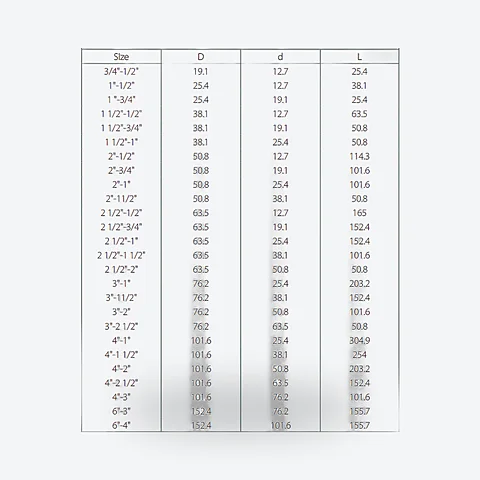 Size D d L
3/4"-1/2" 19.1 12.7 25.4
1"-1/2" 25.4 12.7 38.1
1 "-3/4" 25.4 19.1 25.4
1 1/2"-1/2" 38.1 12.7 63.5
1 1/2"-3/4" 38.1 19.1 50.8
1 1/2"-1" 38.1 25.4 50.8
2"-1/2" 50.8 12.7 114.3
2"-3/4" 50.8 19.1 101.6
2"-1" 50.8 25.4 101.6
2"-11/2" 50.8 38.1 50.8
2 1/2"-1/2" 63.5 12.7 165
2 1/2"-3/4" 63.5 19.1 152.4
2 1/2"-1" 63.5 25.4 152.4
2 1/2"-1 1/2" 63.5 38.1 101.6
2 1/2"-2" 63.5 50.8 50.8
3"-1" 76.2 25.4 203.2
3"-11/2" 76.2 38.1 152.4
3"-2" 76.2 50.8 101.6
3"-2 1/2" 76.2 63.5 50.8
4"-1" 101.6 25.4 304.9
4"-1 1/2" 101.6 38.1 254
4"-2" 101.6 50.8 203.2
4"-2 1/2" 101.6 63.5 152.4
4"-3" 101.6 76.2 101.6
6"-3" 152.4 76.2 155.7
6"-4" 152.4 101.6 155.7